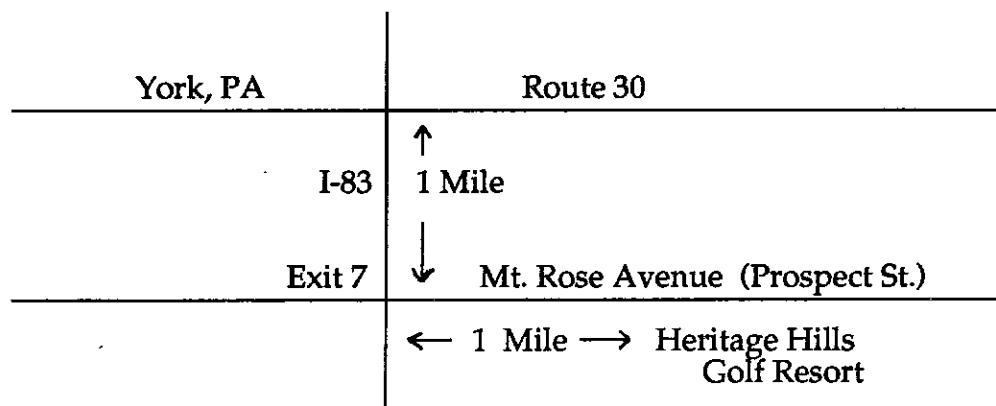 York, PA Route 30
I-83 1 Mile
Exit 7 Mt. Rose Avenue (Prospect St.)
1 Mile Heritage Hills
Golf Resort